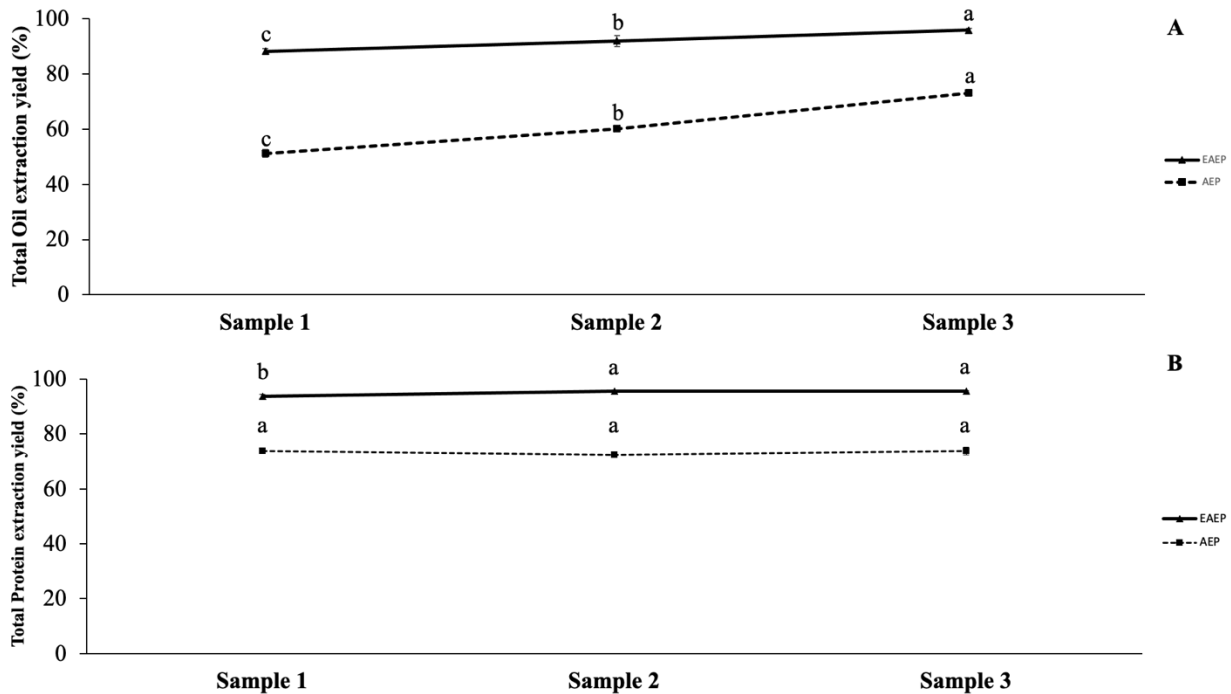 A
Total Oil extraction yield (%)
100
80
60
40
20
0
c
b
a
c
b
a
EAEP
AEP
Sample 1
Sample 2
Sample 3
B
Total Protein extraction yield (%)
100
80
60
40
20
0
b
a
a
a
a
a
EAEP
AEP
Sample 1
Sample 2
Sample 3